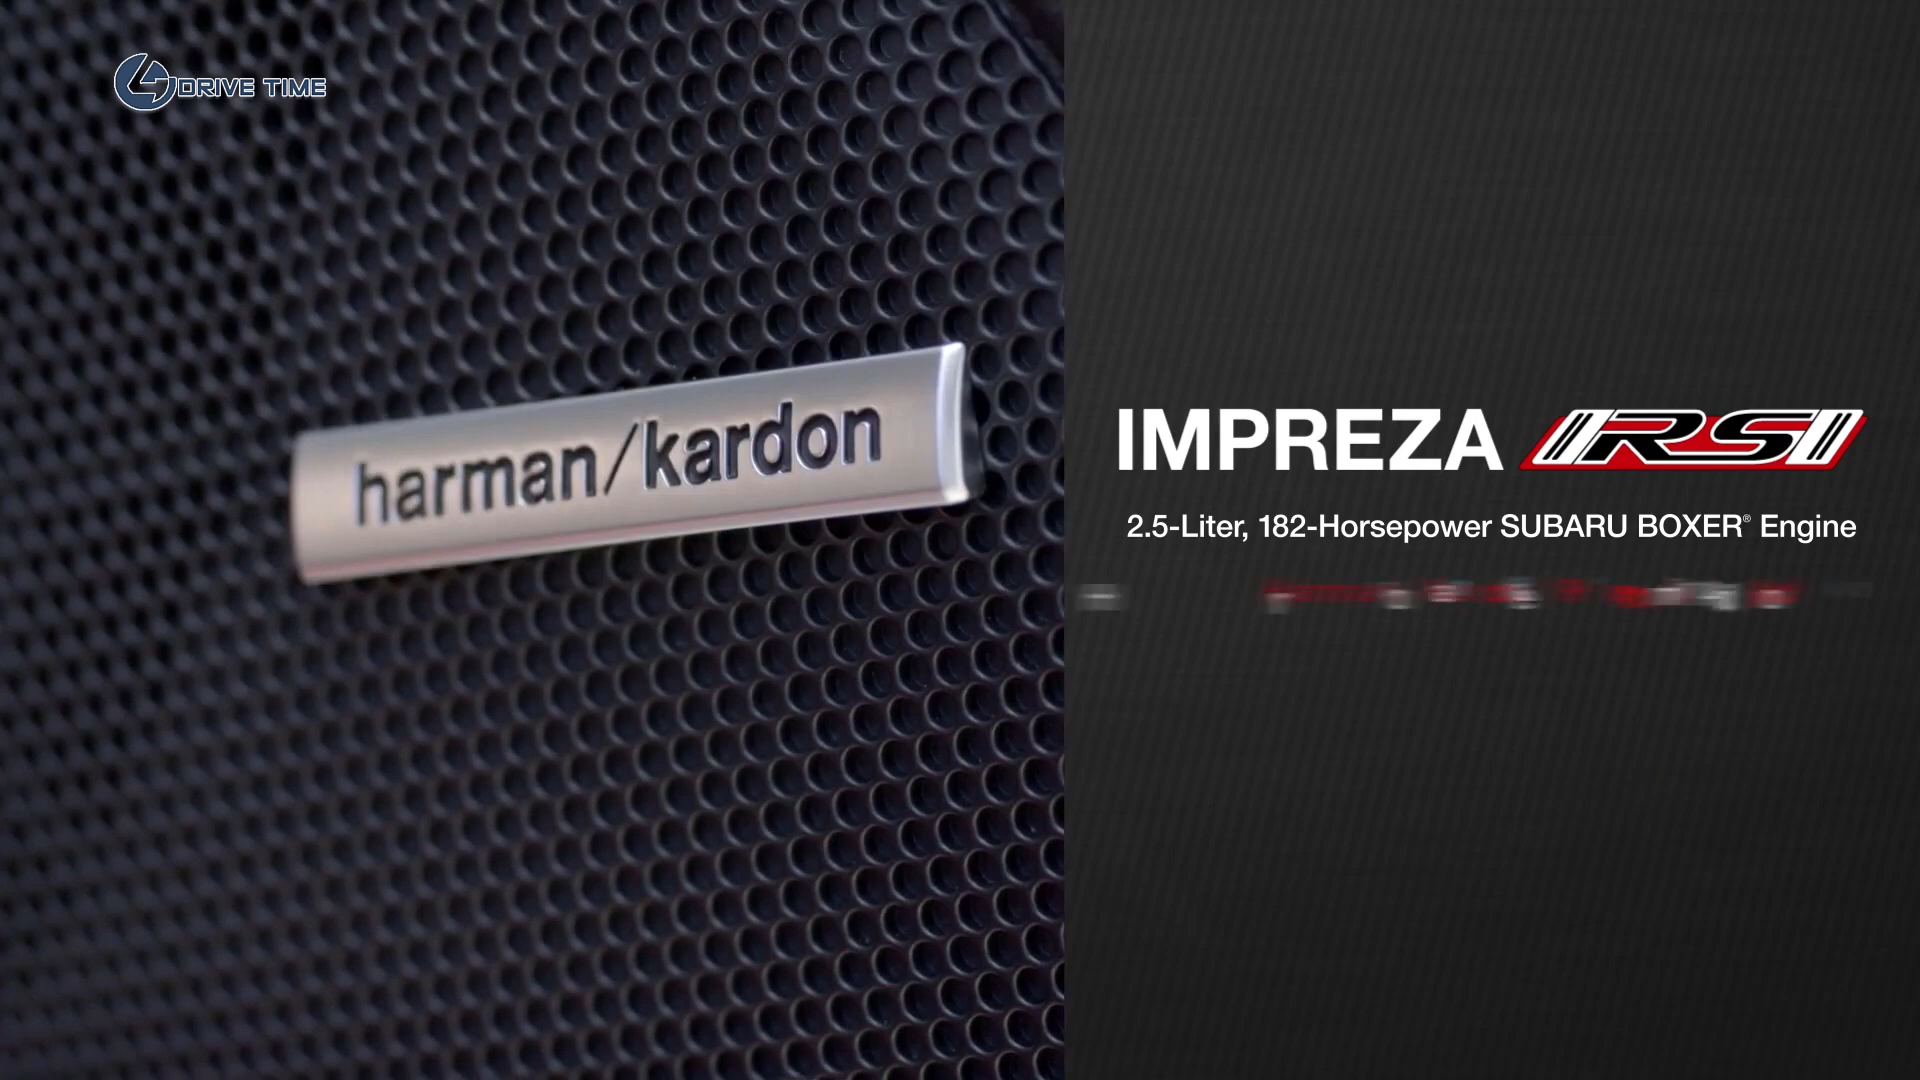 DRIVE TIME
harman/kardon
IMPREZA RS
2.5-Liter, 182-Horsepower SUBARU BOXER® Engine